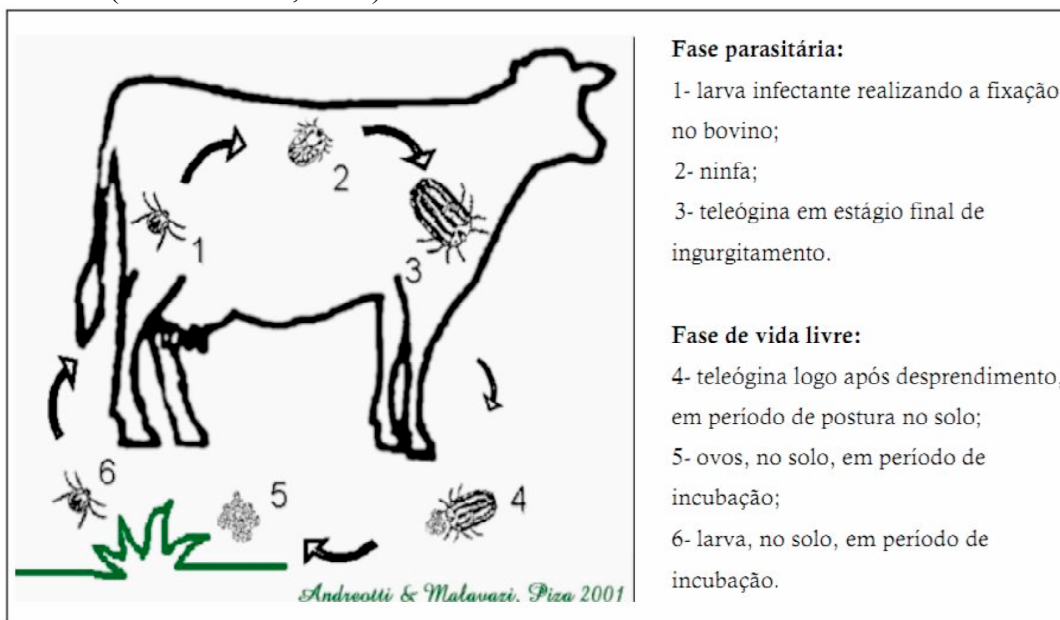 1
2
3
4
5
6
Andreotti & Malavazi. Piza 2001
Fase parasitária:
1- larva infectante realizando a fixação
no bovino;
2- ninfa;
3- teleógina em estágio final de
ingurgitamento.
Fase de vida livre:
4- teleógina logo após desprendimento,
em período de postura no solo;
5- ovos, no solo, em período de
incubação;
6- larva, no solo, em período de
incubação.